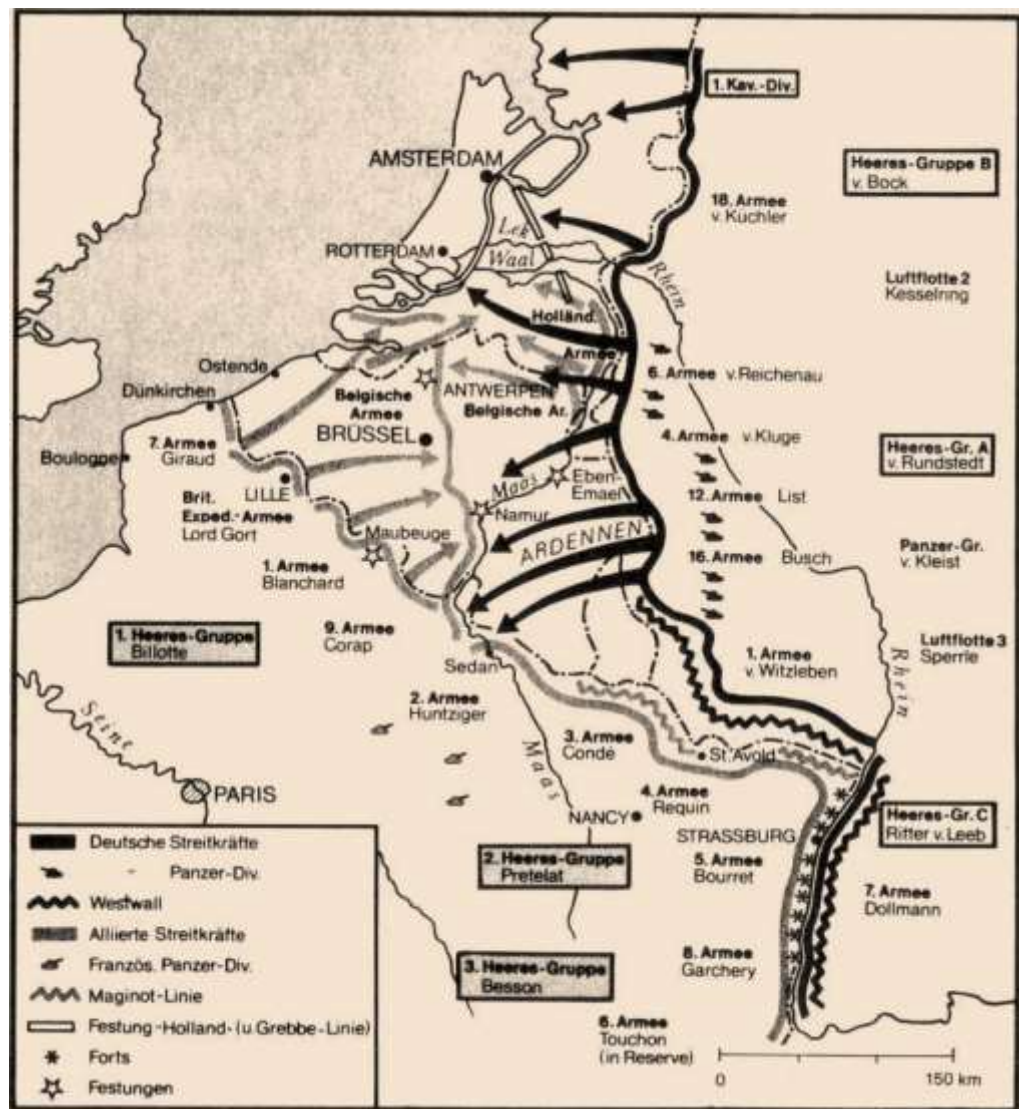 1. Kav.-Div.
AMSTERDAM
Heeres-Gruppe B
v. Bock
18. Armee
v. Küchler
Lek
ROTTERDAM
Waal
Rhein
Luftflotte 2
Kesselring
Holländ.
Armee
Ostende
Dünkirchen
6. Armee v. Reichenau
ANTWERPEN
Belgische
Armee
Belgische Ar.
BRÜSSEL
4. Armee v. Kluge
7. Armee
Giraud
Boulogne
Heeres-Gr. A
v. Rundstedt
LILLE
Maas
Eben-
Emael
12. Armee List
Brit.
Exped.-Armee
Lord Gort
Namur
Maubeuge
ARDENNEN
16. Armee Busch
Panzer-Gr.
v. Kleist
1. Armee
Blanchard
9. Armee
Corap
1. Heeres-Gruppe
Billotte
Luftflotte 3
Sperrle
1. Armee
v. Witzleben
Rhein
Sedan
2. Armee
Huntziger
Seine
Maas
3. Armee
Condé
St. Avold
PARIS
4. Armee
Requin
NANCY
STRASSBURG
Heeres-Gr. C
Ritter v. Leeb
2. Heeres-Gruppe
Pretelat
5. Armee
Bourret
7. Armee
Dollmann
8. Armee
Garchery
3. Heeres-Gruppe
Besson
6. Armee
Touchon
(in Reserve)
0 150 km
Deutsche Streitkräfte
- Panzer-Div.
Westwall
Alliierte Streitkräfte
Französ. Panzer-Div.
Maginot-Linie
Festung-Holland-(u. Grebbe-Linie)
Forts
Festungen